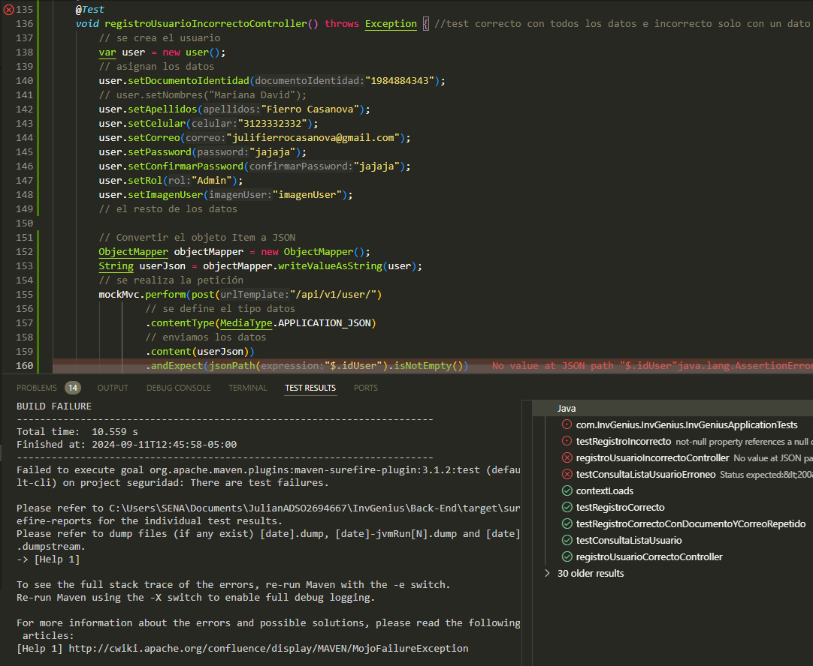 135 @Test
136 void registroUsuarioIncorrectoController() throws Exception { //test correcto con todos los datos e incorrecto solo con un dato
137 // se crea el usuario
138 var user = new user();
139 // asignan los datos
140 user.setDocumentoIdentidad(documentoIdentidad:"1984884343");
141 // user.setNombres("Mariana David");
142 user.setApellidos(apellidos:"Fierro Casanova");
143 user.setCelular(celular:"3123332332");
144 user.setCorreo(correo:"julifierrocasanova@gmail.com");
145 user.setPassword(password:"jajaja");
146 user.setConfirmarPassword(confirmarPassword:"jajaja");
147 user.setRol(rol:"Admin");
148 user.setImagenUser(imagenUser:"imagenUser");
149 // el resto de los datos
150
151 // Convertir el objeto Item a JSON
152 ObjectMapper objectMapper = new ObjectMapper();
153 String userJson = objectMapper.writeValueAsString(user);
154 // se realiza la petición
155 mockMvc.perform(post(urlTemplate:"/api/v1/user/")
156 // se define el tipo datos
157 .contentType(MediaType.APPLICATION_JSON)
158 // enviamos los datos
159 .content(userJson))
160 .andExpect(jsonPath(expression:"$.idUser").isNotEmpty()) No value at JSON path "$.idUser"java.lang.AssertionError
PROBLEMS 14 OUTPUT DEBUG CONSOLE TERMINAL TEST RESULTS PORTS
BUILD FAILURE
------------------------------------------------------------------------
Total time:  10.559 s
Finished at: 2024-09-11T12:45:58-05:00
------------------------------------------------------------------------
Failed to execute goal org.apache.maven.plugins:maven-surefire-plugin:3.1.2:test (defau
lt-cli) on project seguridad: There are test failures.

Please refer to C:\Users\SENA\Documents\JulianADSO2694667\InvGenius\Back-End\target\sur
efire-reports for the individual test results.
Please refer to dump files (if any exist) [date].dump, [date]-jvmRun[N].dump and [date]
.dumpstream.
-> [Help 1]

To see the full stack trace of the errors, re-run Maven with the -e switch.
Re-run Maven using the -X switch to enable full debug logging.

For more information about the errors and possible solutions, please read the following
articles:
[Help 1] http://cwiki.apache.org/confluence/display/MAVEN/MojoFailureException
Java
com.InvGenius.InvGenius.InvGeniusApplicationTests
testRegistroIncorrecto not-null property references a null
registroUsuarioIncorrectoController No value at JSON pa
testConsultaListaUsuarioErroneo Status expected:&lt;200&
contextLoads
testRegistroCorrecto
testRegistroCorrectoConDocumentoYCorreoRepetido
testConsultaListaUsuario
registroUsuarioCorrectoController
30 older results